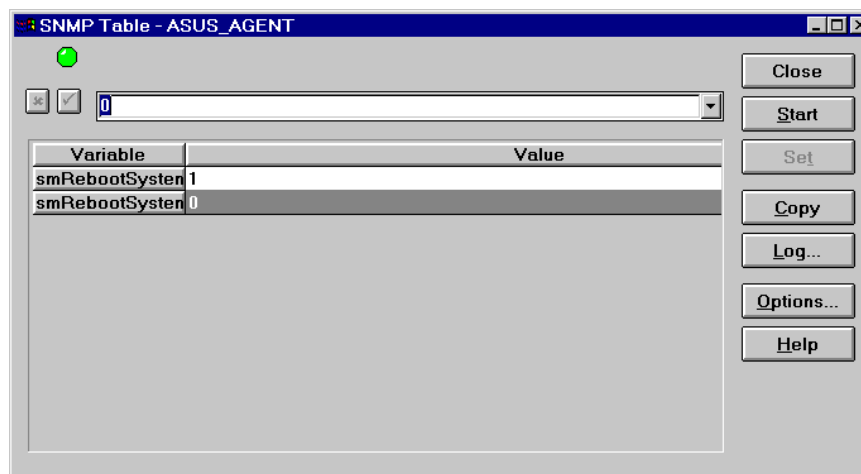 SNMP Table - ASUS_AGENT
Close
0
Start
Set
Variable Value
smRebootSysten 1
smRebootSysten 0
Copy
Log...
Options...
Help